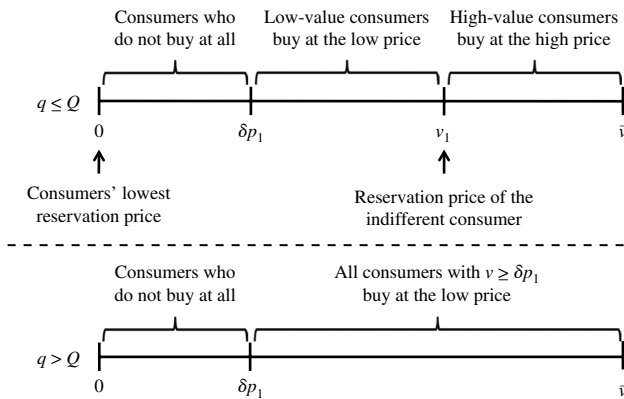 Consumers who
do not buy at all
Low-value consumers
buy at the low price
High-value consumers
buy at the high price
q ≤ Q
0
δp₁
v₁
Consumers' lowest
reservation price
Reservation price of the
indifferent consumer
Consumers who
do not buy at all
All consumers with v ≥ δp₁
buy at the low price
q > Q
0
δp₁